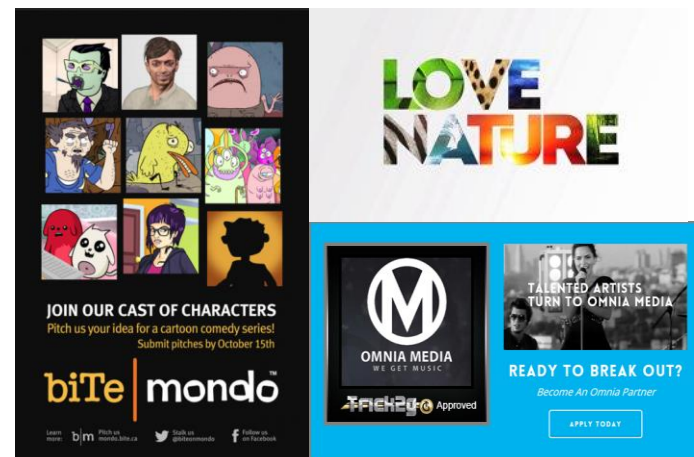 JOIN OUR CAST OF CHARACTERS
Pitch us your idea for a cartoon comedy series!
Submit pitches by October 15th
biTe | mondo™
Learn more:
b|m
Pitch us
mondo.bite.ca
Stalk us
@biteonmondo
Follow us
on Facebook
LOVE
NATURE
M
OMNIA MEDIA
WE GET MUSIC
Trick2g
Approved
TALENTED ARTISTS
TURN TO OMNIA MEDIA
READY TO BREAK OUT?
Become An Omnia Partner
APPLY TODAY